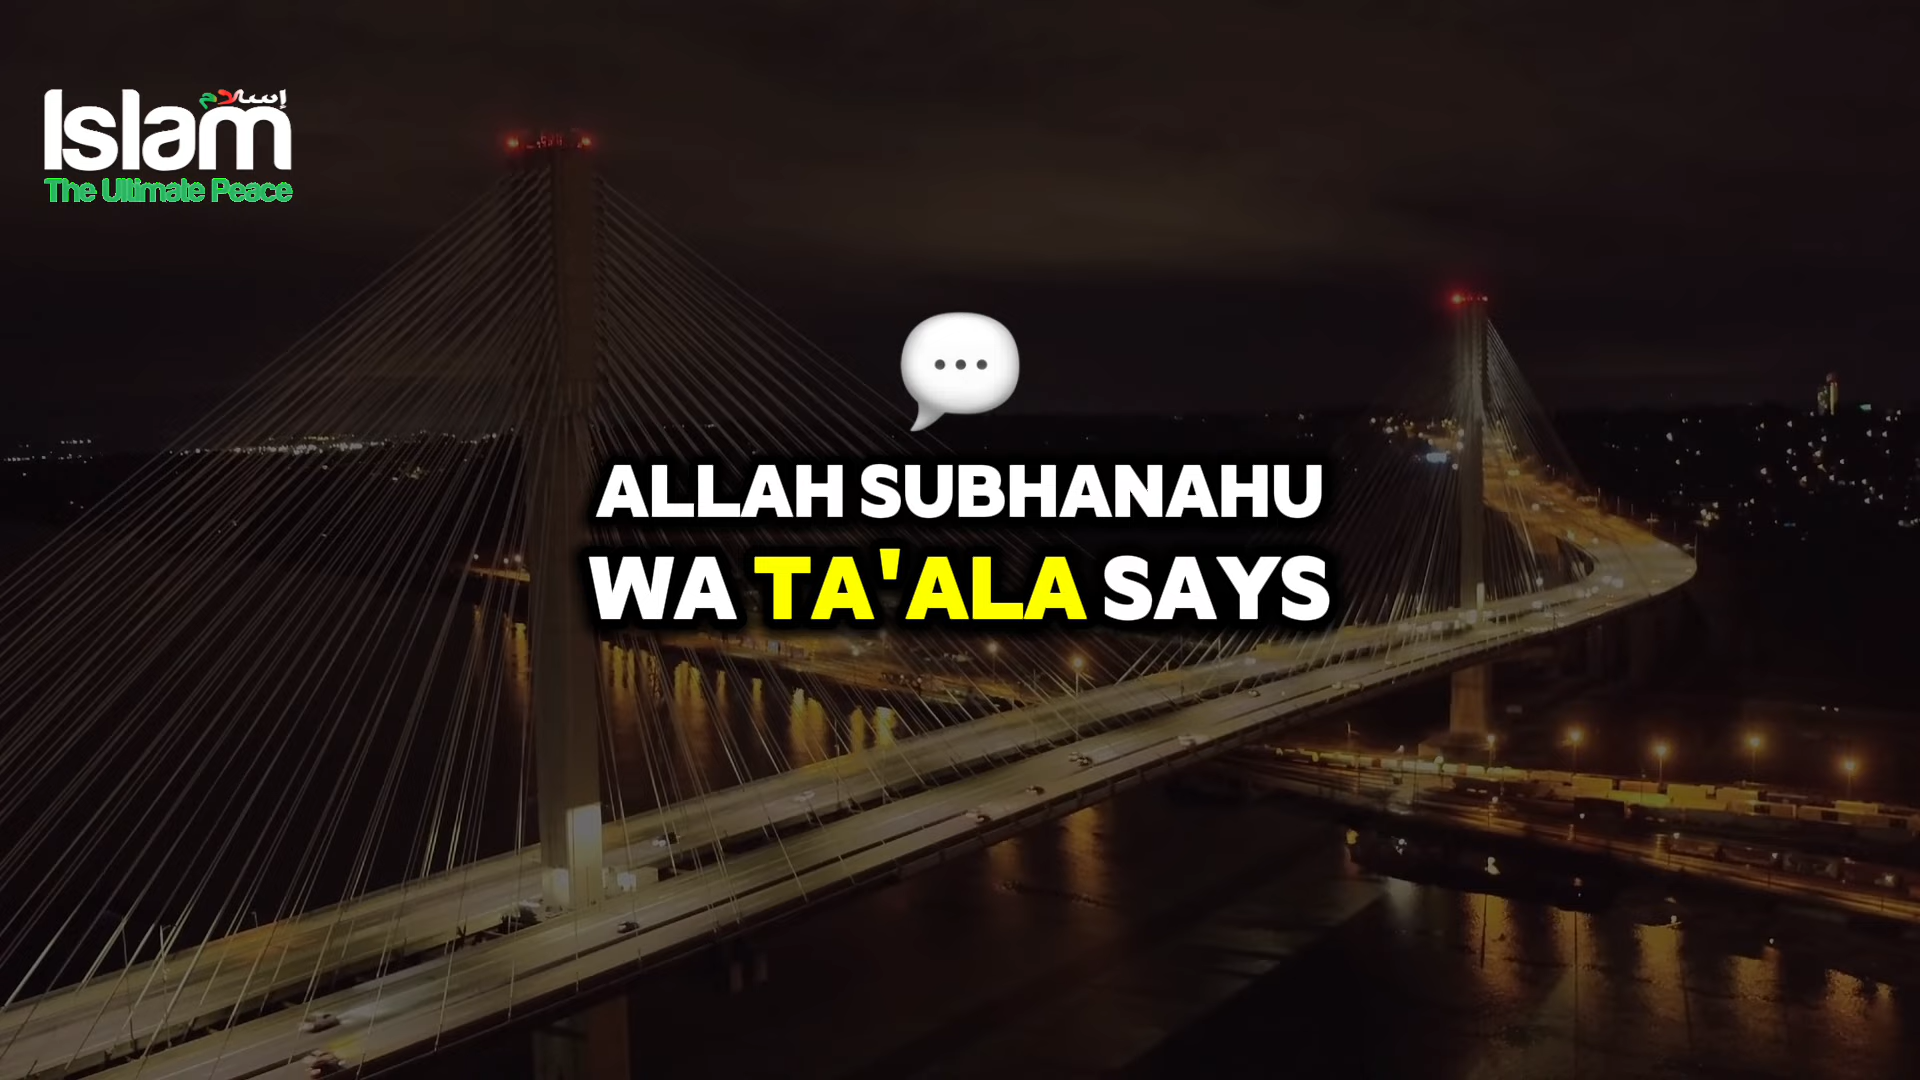 إسلام
Islam
The Ultimate Peace
ALLAH SUBHANAHU
WA TA'ALA SAYS